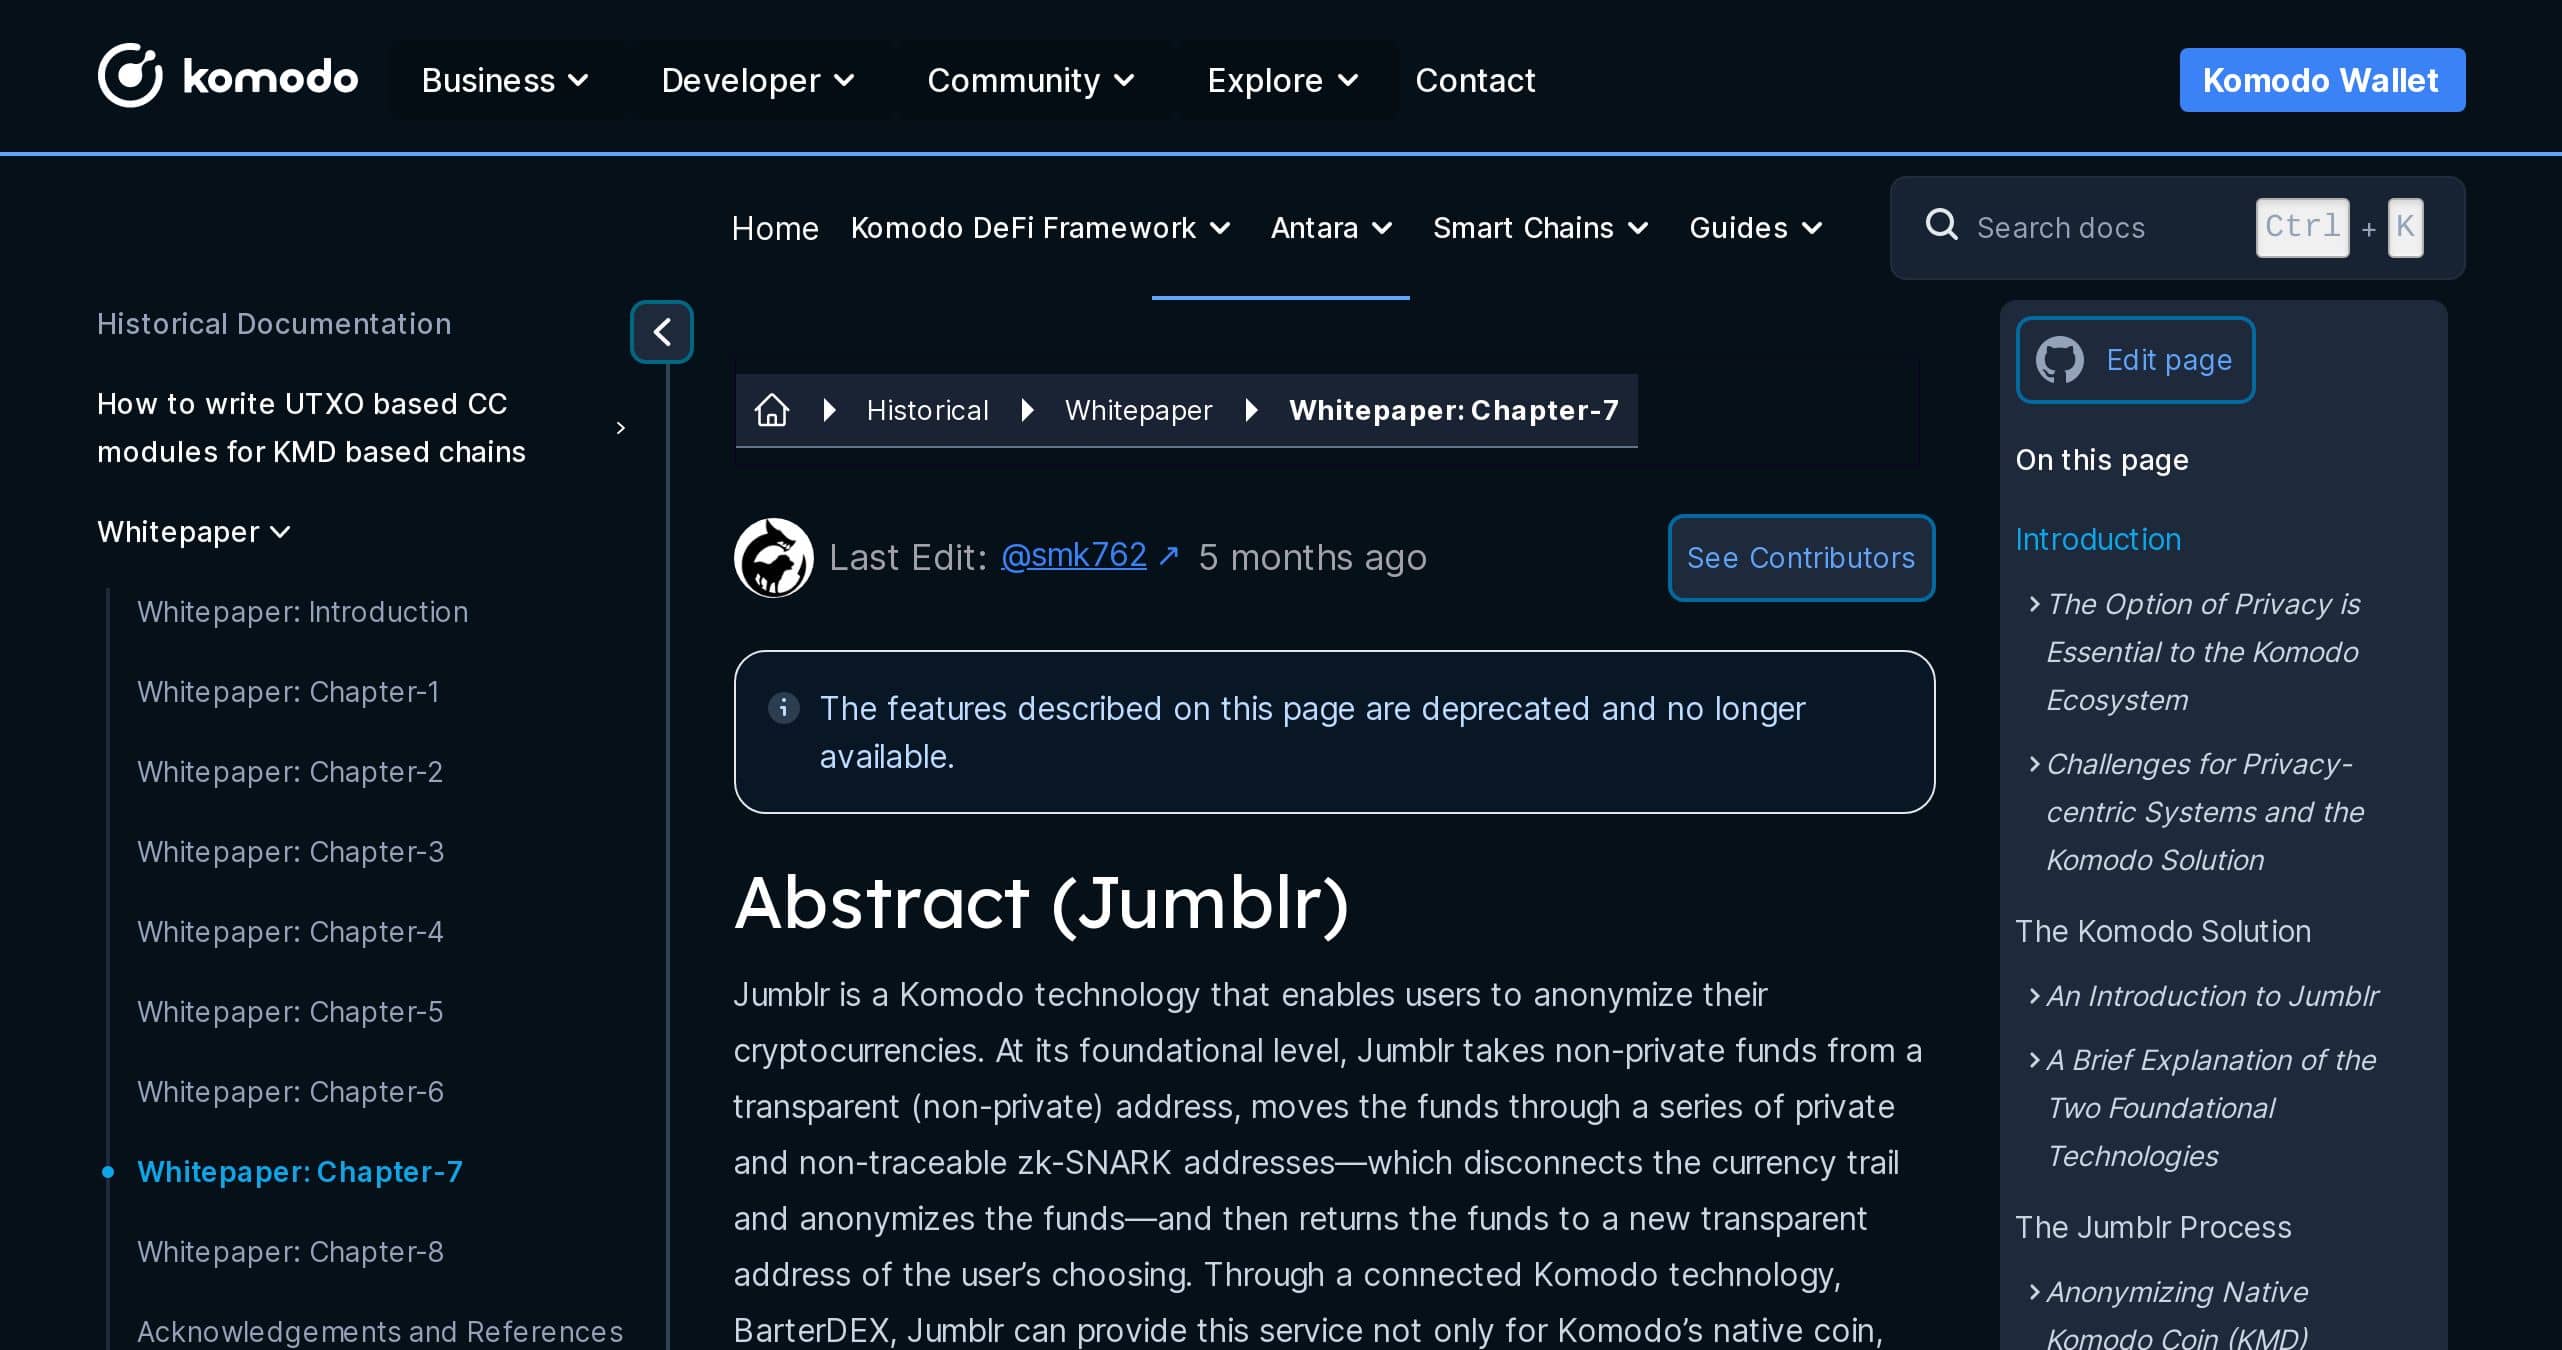 komodo
Business
Developer
Community
Explore
Contact
Komodo Wallet
Home
Komodo DeFi Framework
Antara
Smart Chains
Guides
Search docs
Ctrl + K
Historical Documentation
How to write UTXO based CC
modules for KMD based chains
Whitepaper
Whitepaper: Introduction
Whitepaper: Chapter-1
Whitepaper: Chapter-2
Whitepaper: Chapter-3
Whitepaper: Chapter-4
Whitepaper: Chapter-5
Whitepaper: Chapter-6
Whitepaper: Chapter-7
Whitepaper: Chapter-8
Acknowledgements and References
Historical
Whitepaper
Whitepaper: Chapter-7
Last Edit: @smk762 ↗ 5 months ago
See Contributors
The features described on this page are deprecated and no longer
available.
Abstract (Jumblr)
Jumblr is a Komodo technology that enables users to anonymize their
cryptocurrencies. At its foundational level, Jumblr takes non-private funds from a
transparent (non-private) address, moves the funds through a series of private
and non-traceable zk-SNARK addresses—which disconnects the currency trail
and anonymizes the funds—and then returns the funds to a new transparent
address of the user’s choosing. Through a connected Komodo technology,
BarterDEX, Jumblr can provide this service not only for Komodo’s native coin,
Edit page
On this page
Introduction
The Option of Privacy is
Essential to the Komodo
Ecosystem
Challenges for Privacy-
centric Systems and the
Komodo Solution
The Komodo Solution
An Introduction to Jumblr
A Brief Explanation of the
Two Foundational
Technologies
The Jumblr Process
Anonymizing Native
Komodo Coin (KMD)